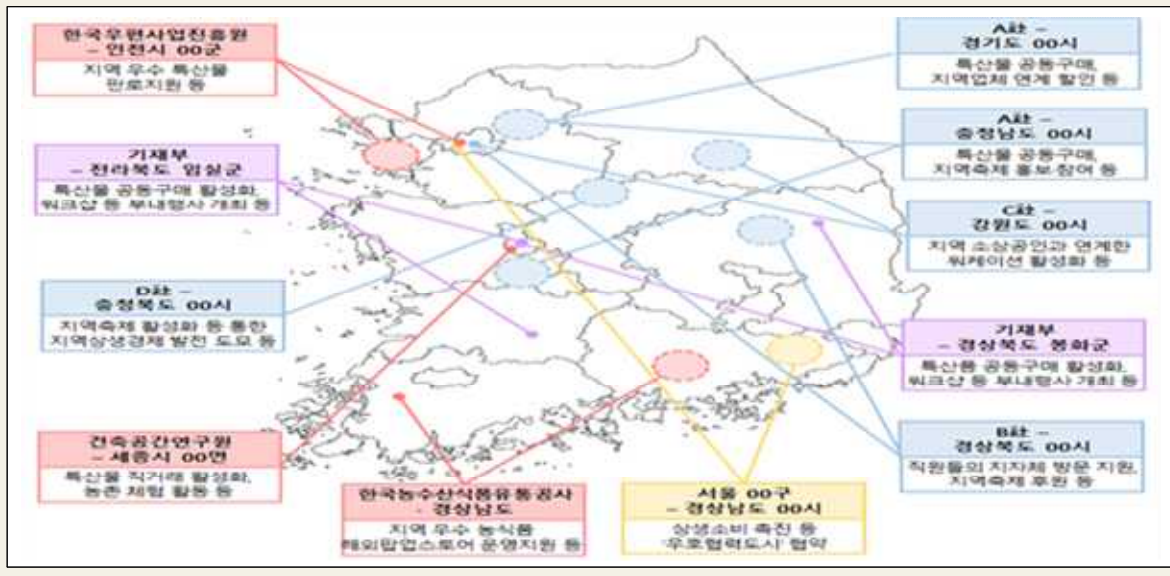 한국우편사업진흥원
- 인천시 00군
지역 우수 특산물
판로지원 등
기재부
- 전라북도 임실군
특산물 공동구매 활성화,
워크샵 등 부내행사 개최 등
D社 -
충청북도 00시
지역축제 활성화 등 통한
지역상생경제 발전 도모 등
건축공간연구원
- 세종시 00면
특산물 직거래 활성화,
농촌 체험 활동 등
한국농수산식품유통공사
- 경상남도
지역 우수 농식품
해외팝업스토어 운영지원 등
서울 00구
- 경상남도 00시
상생소비 촉진 등
'우호협력도시' 협약
A社 -
경기도 00시
특산물 공동구매,
지역업체 연계 할인 등
A社 -
충청남도 00시
특산물 공동구매,
지역축제 홍보·참여 등
C社 -
강원도 00시
지역 소상공인과 연계한
워케이션 활성화 등
기재부
- 경상북도 봉화군
특산품 공동구매 활성화,
워크샵 등 부내행사 개최 등
B社 -
경상북도 00시
직원들의 지자체 방문 지원,
지역축제 후원 등